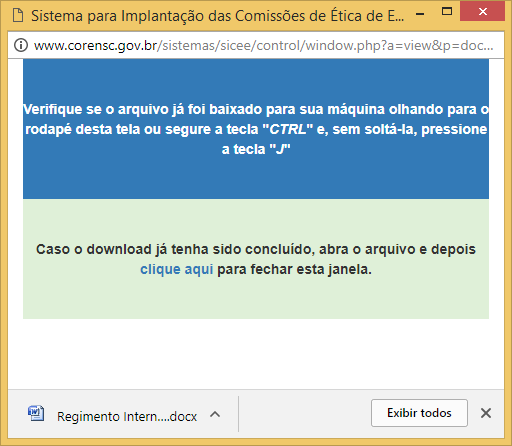 Sistema para Implantação das Comissões de Ética de E...
www.corensc.gov.br/sistemas/sicee/control/window.php?a=view&p=doc...
Verifique se o arquivo já foi baixado para sua máquina olhando para o
rodapé desta tela ou segure a tecla "CTRL" e, sem soltá-la, pressione
a tecla "J"
Caso o download já tenha sido concluído, abra o arquivo e depois
clique aqui para fechar esta janela.
Regimento Intern....docx
Exibir todos